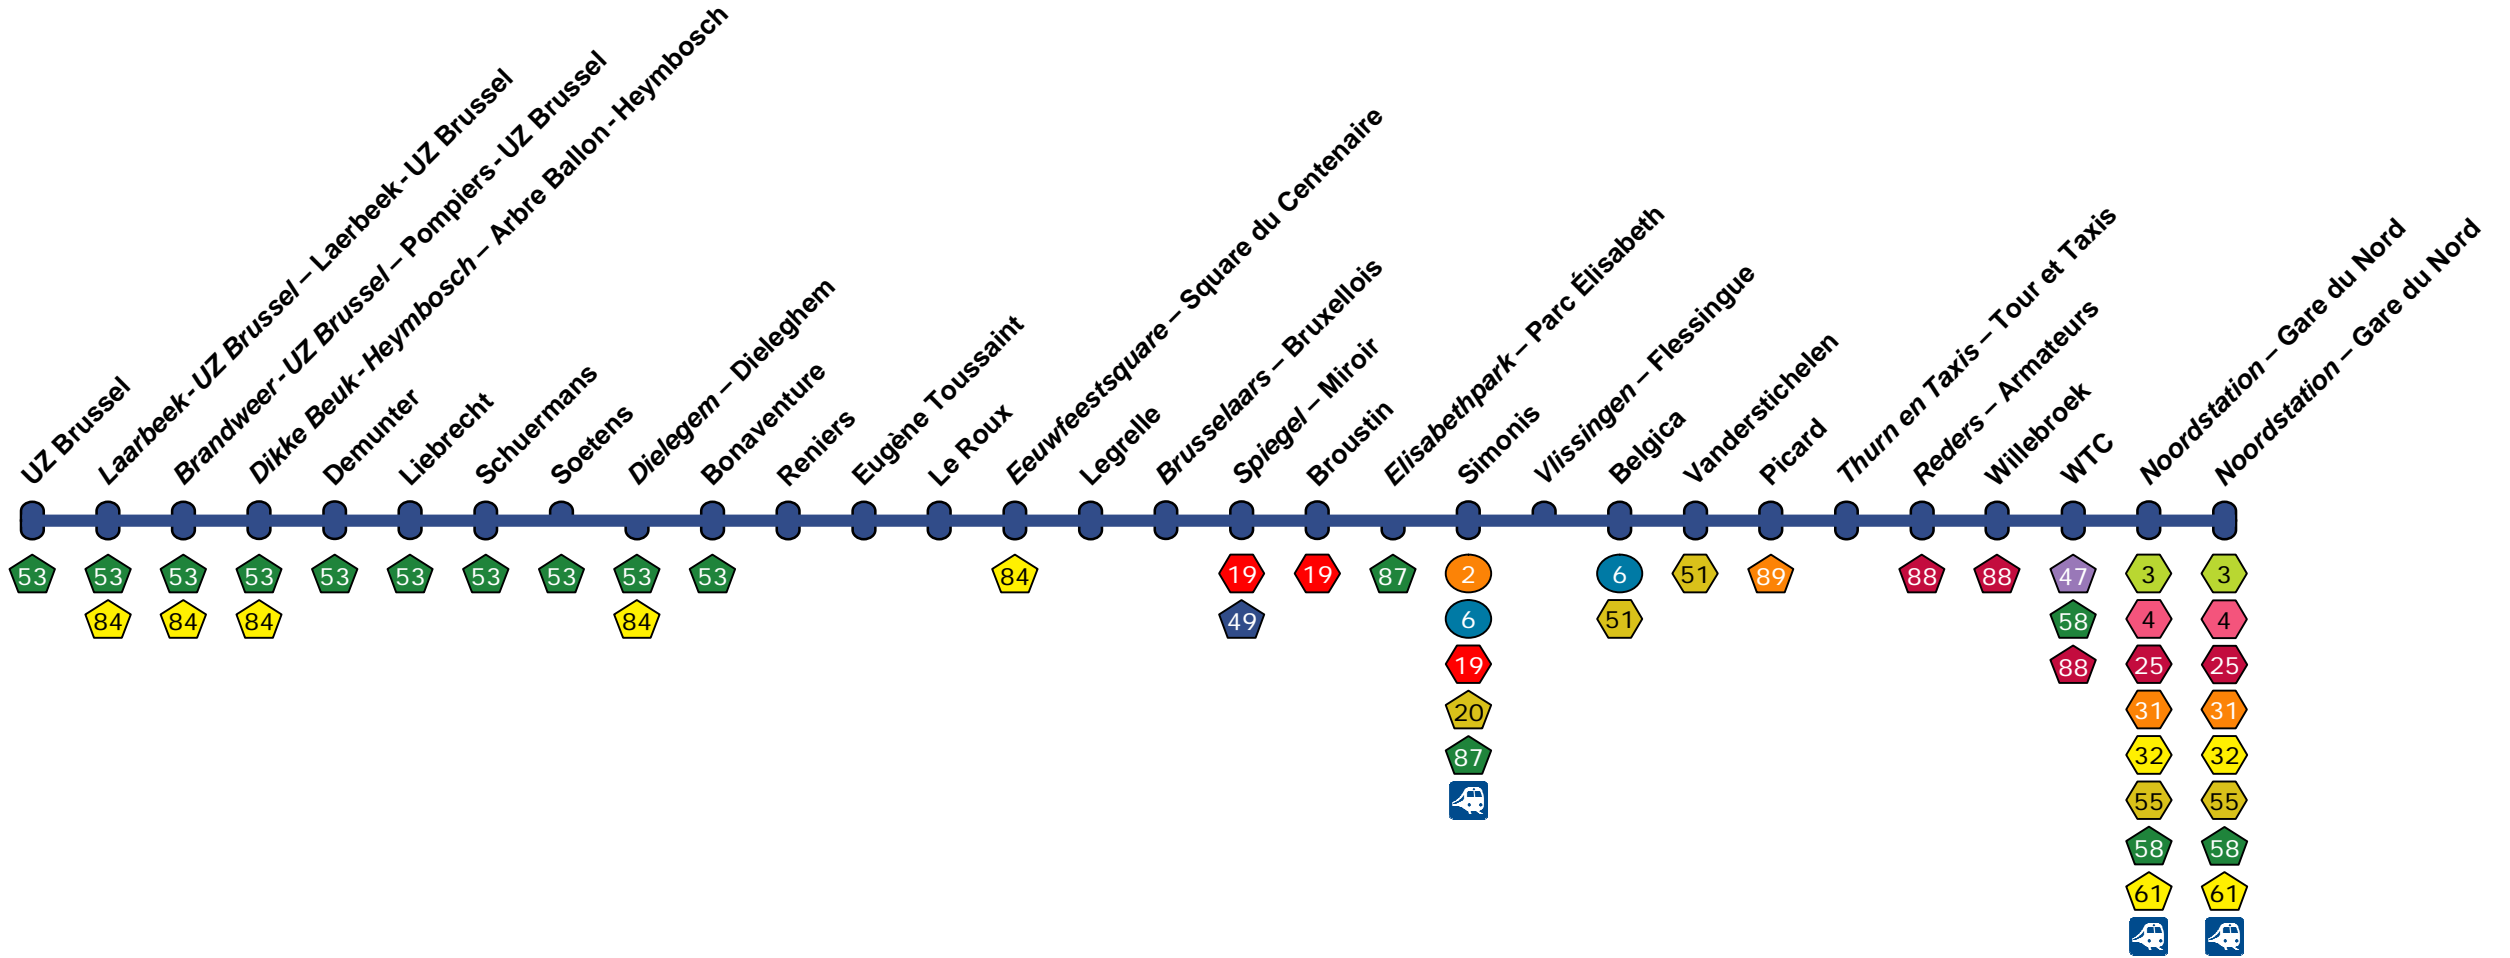 UZ Brussel
Laarbeek - UZ Brussel – Laerbeek - UZ Brussel
Brandweer - UZ Brussel – Pompiers - UZ Brussel
Dikke Beuk - Heymbosch – Arbre Ballon - Heymbosch
Demunter
Liebrecht
Schuermans
Soetens
Dielegem – Dieleghem
Bonaventure
Reniers
Eugène Toussaint
Le Roux
Eeuwfeestsquare – Square du Centenaire
Legrelle
Brusselaars – Bruxellois
Spiegel – Miroir
Broustin
Elisabethpark – Parc Élisabeth
Simonis
Vlissingen – Flessingue
Belgica
Vanderstichelen
Picard
Thurn en Taxis – Tour et Taxis
Reders – Armateurs
Willebroek
WTC
Noordstation – Gare du Nord
Noordstation – Gare du Nord
53 53 53 53 53 53 53 53 53 53 84 19 19 87 2 6 51 89 88 88 47 3 3
84 84 84 84 49 6 51 58 4 4
19 88 25 25
20 31 31
87 32 32
55 55
58 58
61 61